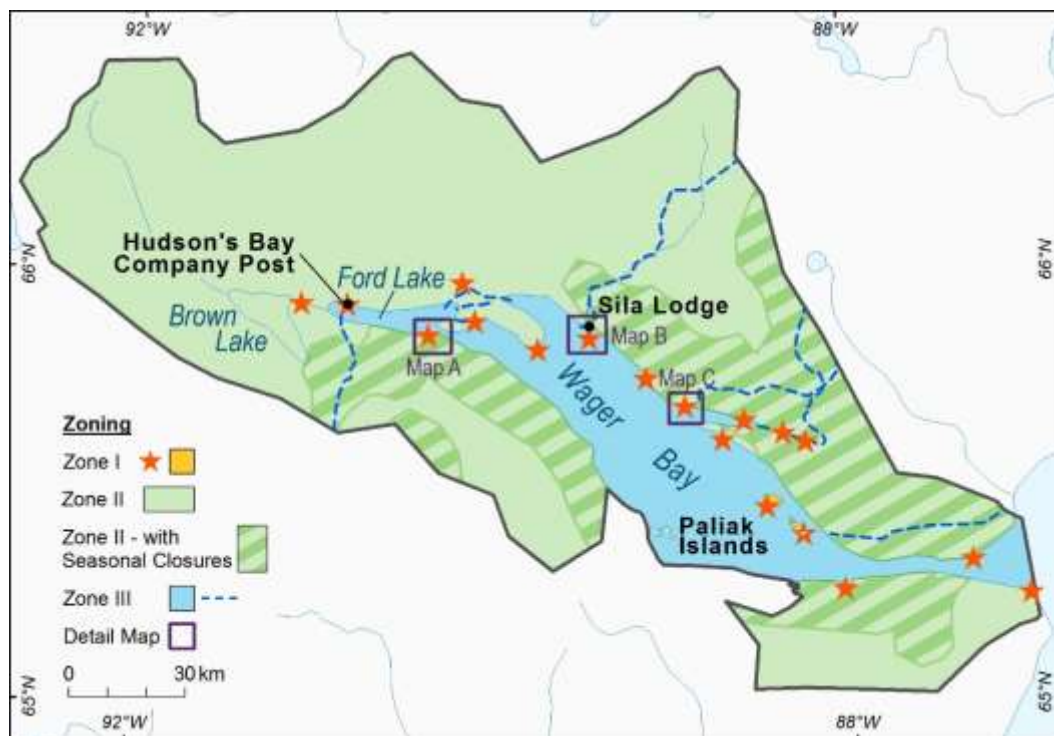 92°W
88°W
66°N
66°N
Hudson's Bay
Company Post
Ford Lake
Brown
Lake
Sila Lodge
Map B
Map A
Map C
Wager
Bay
Paliak
Islands
Zoning
Zone I
Zone II
Zone II - with
Seasonal Closures
Zone III
Detail Map
0 30 km
65°N
65°N
92°W
88°W